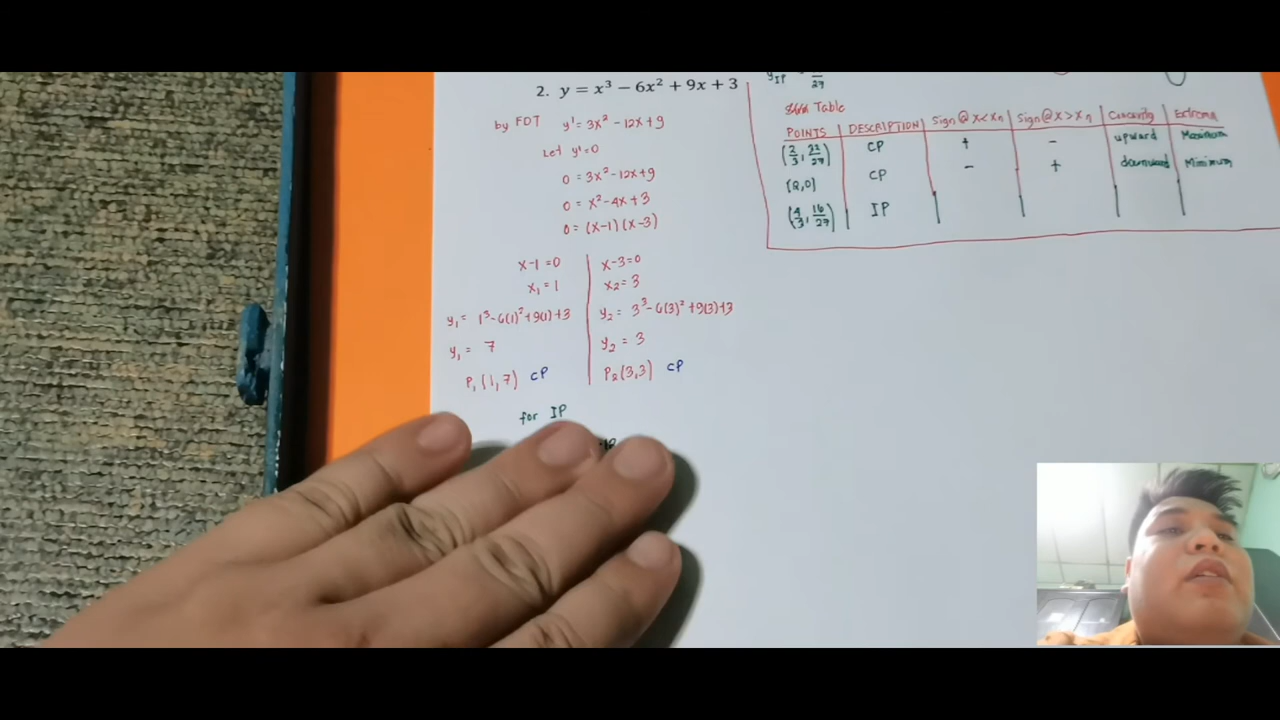 2. y = x³ − 6x² + 9x + 3
by FDT y' = 3x² - 12x + 9
Let y' = 0
0 = 3x² - 12x + 9
0 = x² - 4x + 3
0 = (x-1)(x-3)
x-1 = 0
x₁ = 1
y₁ = 1³ - 6(1)² + 9(1) + 3
y₁ = 7
P₁(1,7) CP
x-3 = 0
x₂ = 3
y₂ = 3³ - 6(3)² + 9(3) + 3
y₂ = 3
P₂(3,3) CP
for IP
y_IP
27
Table
POINTS DESCRIPTION Sign @ x<xₙ Sign @ x>xₙ Concavity Extrema
(2/3, 22/27) CP + - upward Maximum
(2,0) CP - + downward Minimum
(4/3, 16/27) IP